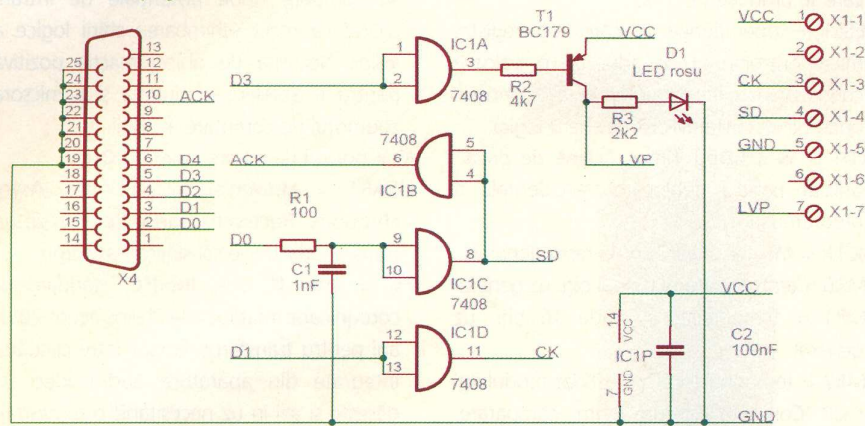 13
25
12
24
11
23
10 ACK
22
9
21
8
20
7
19
6 D4
18
5 D3
17
4 D2
16
3 D1
15
2 D0
14
1
X4
D3
1
2
IC1A
3
7408
R2
4k7
T1
BC179
VCC
D1
LED rosu
R3
2k2
LVP
ACK
7408
6
5
4
IC1B
D0
R1
100
C1
1nF
9
10
8
IC1C
7408
SD
D1
12
13
IC1D
11
7408
CK
VCC
14
VCC
IC1P
GND
7
C2
100nF
GND
VCC 1 X1-1
2 X1-2
CK 3 X1-3
SD 4 X1-4
GND 5 X1-5
6 X1-6
LVP 7 X1-7